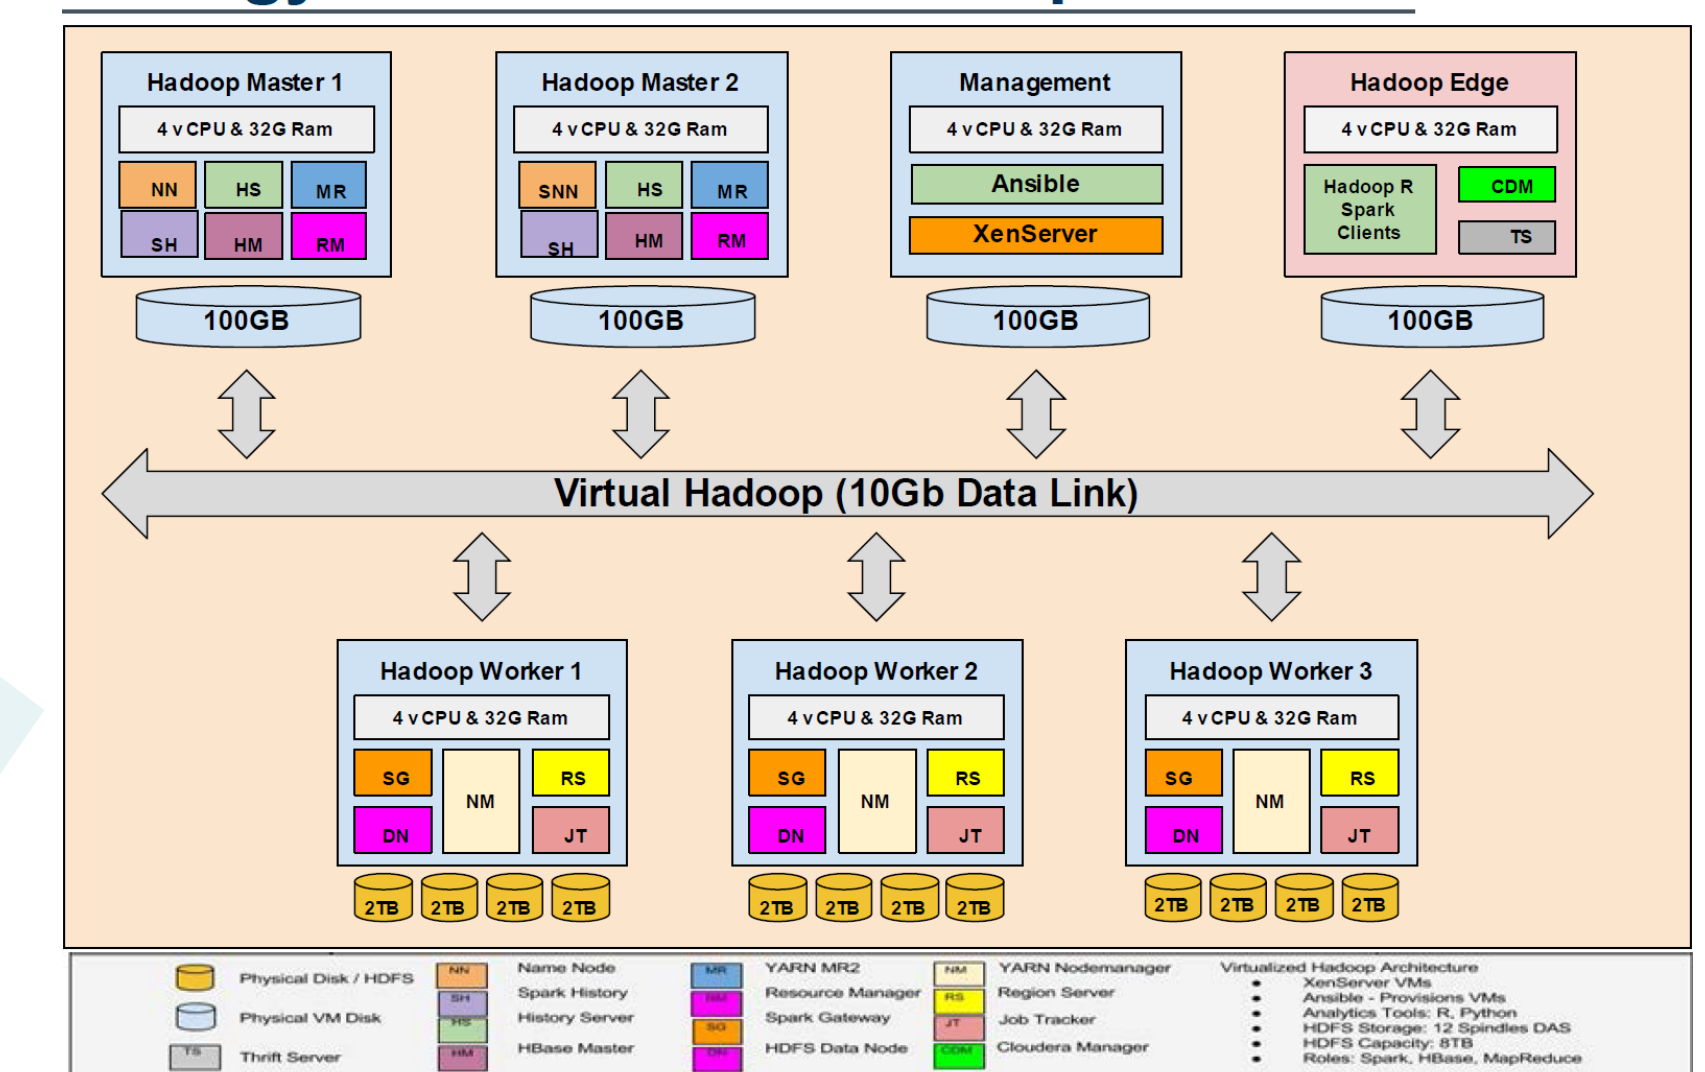 Hadoop Master 1
4 vCPU & 32G Ram
NN
HS
MR
SH
HM
RM
100GB
Hadoop Master 2
4 vCPU & 32G Ram
SNN
HS
MR
SH
HM
RM
100GB
Management
4 vCPU & 32G Ram
Ansible
XenServer
100GB
Hadoop Edge
4 vCPU & 32G Ram
Hadoop R
Spark
Clients
CDM
TS
100GB
Virtual Hadoop (10Gb Data Link)
Hadoop Worker 1
4 vCPU & 32G Ram
SG
NM
RS
DN
JT
2TB
2TB
2TB
2TB
Hadoop Worker 2
4 vCPU & 32G Ram
SG
NM
RS
DN
JT
2TB
2TB
2TB
2TB
Hadoop Worker 3
4 vCPU & 32G Ram
SG
NM
RS
DN
JT
2TB
2TB
2TB
2TB
Physical Disk / HDFS
Physical VM Disk
TS Thrift Server
NN Name Node
SH Spark History
HS History Server
HM HBase Master
MR YARN MR2
RM Resource Manager
SG Spark Gateway
DN HDFS Data Node
NM YARN Nodemanager
RS Region Server
JT Job Tracker
CDM Cloudera Manager
Virtualized Hadoop Architecture
• XenServer VMs
• Ansible - Provisions VMs
• Analytics Tools: R, Python
• HDFS Storage: 12 Spindles DAS
• HDFS Capacity: 8TB
• Roles: Spark, HBase, MapReduce